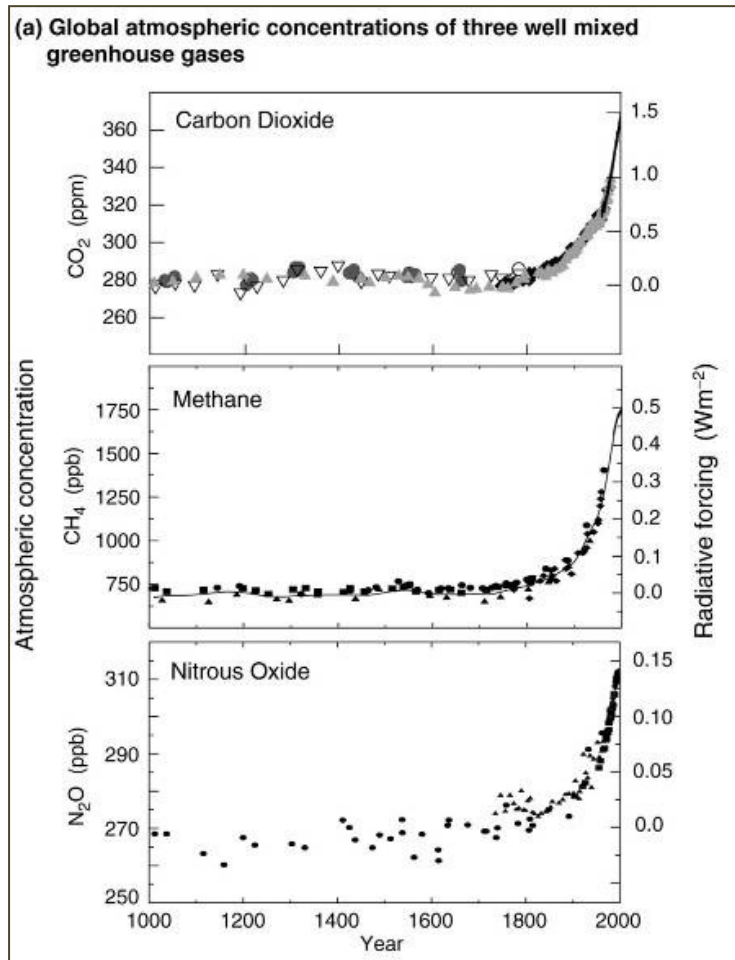 (a) Global atmospheric concentrations of three well mixed
greenhouse gases
Carbon Dioxide
360
340
320
300
280
260
CO₂ (ppm)
1.5
1.0
0.5
0.0
Methane
1750
1500
1250
1000
750
CH₄ (ppb)
0.5
0.4
0.3
0.2
0.1
0.0
Nitrous Oxide
310
290
270
250
N₂O (ppb)
0.15
0.10
0.05
0.0
Atmospheric concentration
Radiative forcing (Wm⁻²)
1000 1200 1400 1600 1800 2000
Year